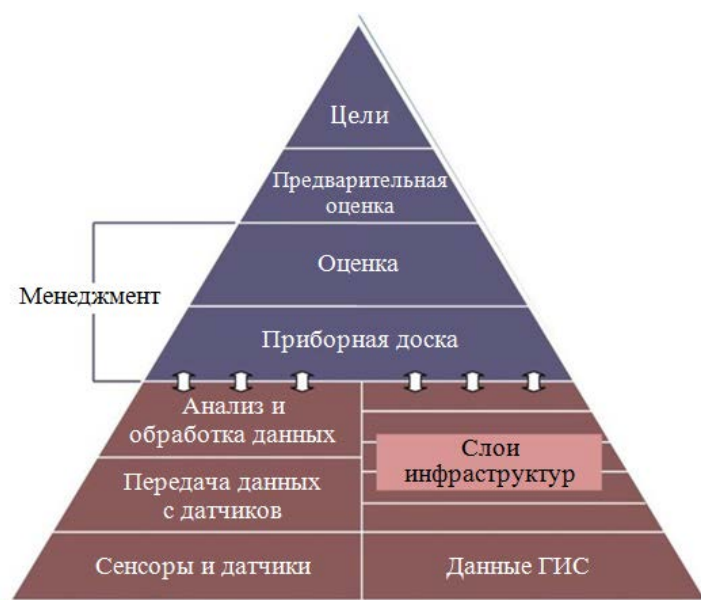 Цели
Предварительная
оценка
Оценка
Менеджмент
Приборная доска
Анализ и
обработка данных
Слои
инфраструктур
Передача данных
с датчиков
Сенсоры и датчики
Данные ГИС